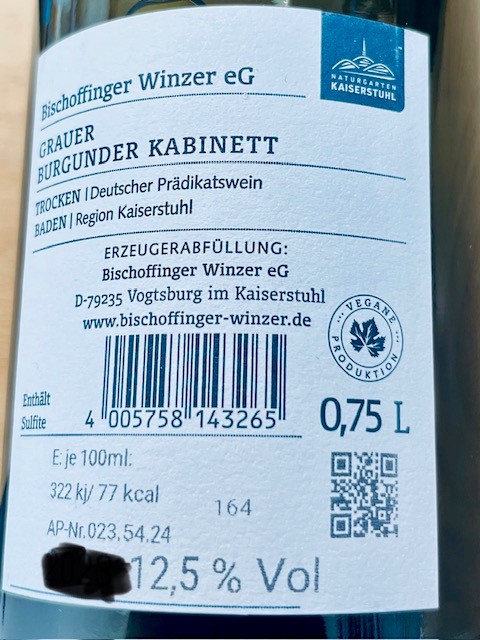 NATURGARTEN
KAISERSTUHL
Bischoffinger Winzer eG
GRAUER
BURGUNDER KABINETT
TROCKEN | Deutscher Prädikatswein
BADEN | Region Kaiserstuhl
ERZEUGERABFÜLLUNG:
Bischoffinger Winzer eG
D-79235 Vogtsburg im Kaiserstuhl
www.bischoffinger-winzer.de
... VEGANE ...
PRODUKTION
Enthält
Sulfite
4 005758 143265
0,75 L
E: je 100ml:
322 kj/ 77 kcal
164
AP-Nr.023.54.24
12,5 % Vol